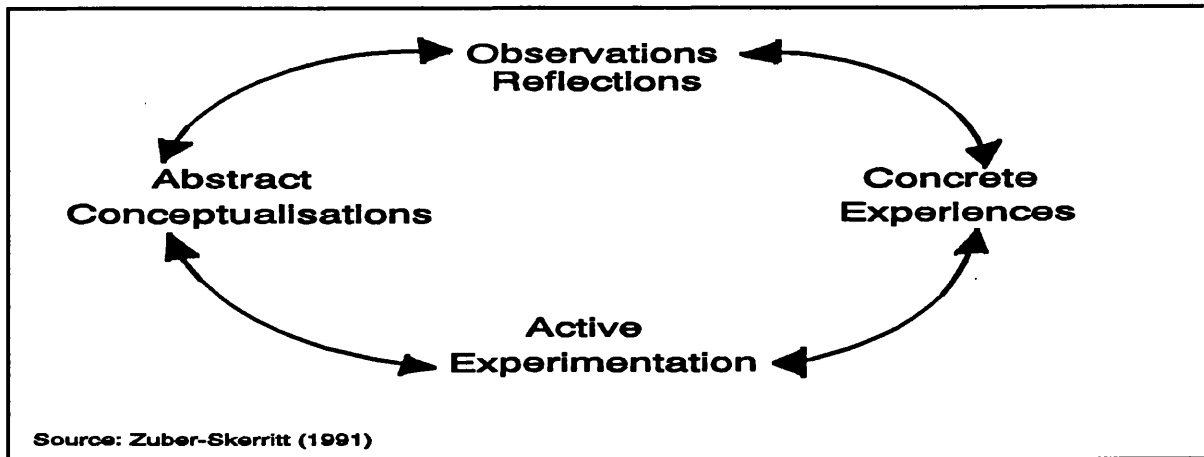 Observations
Reflections
Abstract
Conceptualisations
Concrete
Experiences
Active
Experimentation
Source: Zuber-Skerritt (1991)